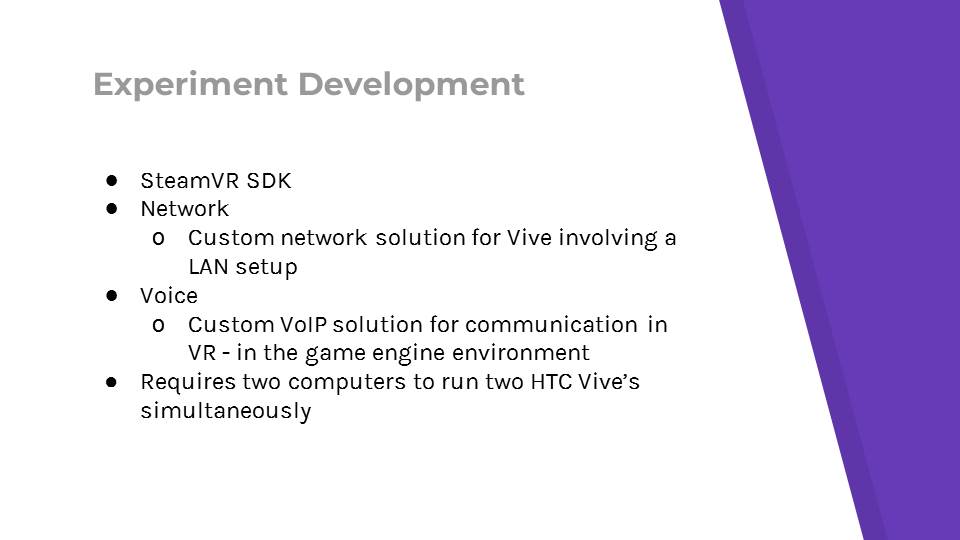 Experiment Development
● SteamVR SDK
● Network
o Custom network solution for Vive involving a
LAN setup
● Voice
o Custom VoIP solution for communication in
VR - in the game engine environment
● Requires two computers to run two HTC Vive’s
simultaneously